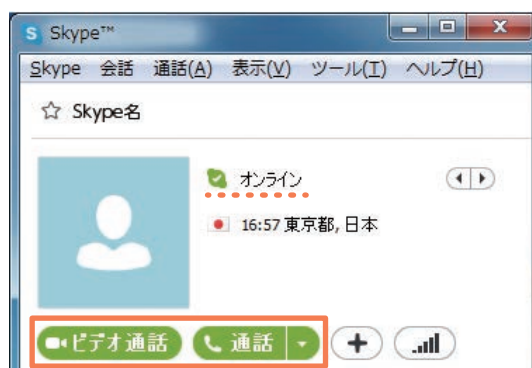 Skype™
Skype 会話 通話(A) 表示(V) ツール(T) ヘルプ(H)
☆ Skype名
オンライン
16:57 東京都, 日本
ビデオ通話 通話